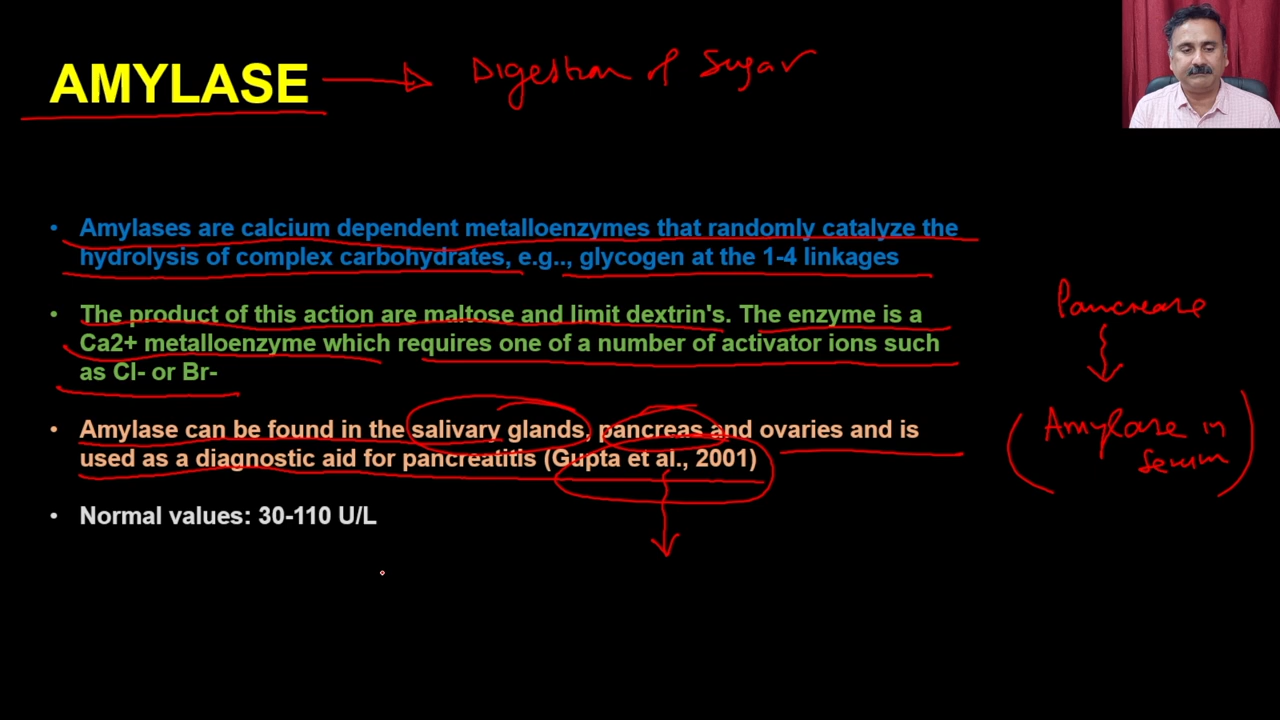 AMYLASE
Digestion of Sugar
• Amylases are calcium dependent metalloenzymes that randomly catalyze the
hydrolysis of complex carbohydrates, e.g.., glycogen at the 1-4 linkages
• The product of this action are maltose and limit dextrin's. The enzyme is a
Ca2+ metalloenzyme which requires one of a number of activator ions such
as Cl- or Br-
• Amylase can be found in the salivary glands, pancreas and ovaries and is
used as a diagnostic aid for pancreatitis (Gupta et al., 2001)
• Normal values: 30-110 U/L
Pancrease
(Amylase in
serum)